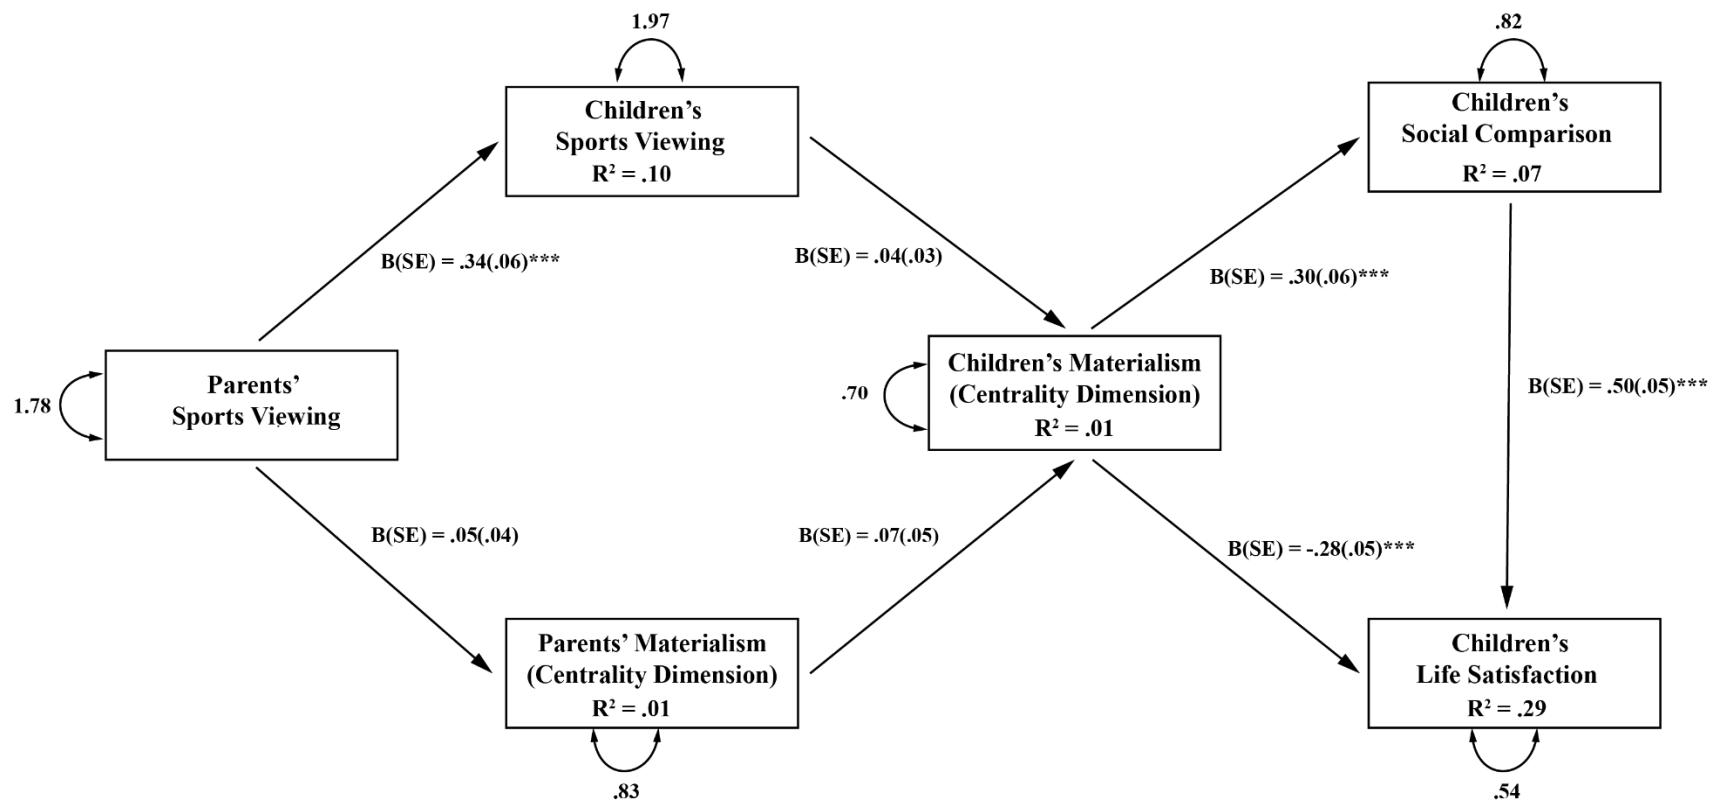 1.97
.82
Children’s
Sports Viewing
R² = .10
Children’s
Social Comparison
R² = .07
B(SE) = .34(.06)***
B(SE) = .04(.03)
B(SE) = .30(.06)***
1.78
Parents’
Sports Viewing
.70
Children’s Materialism
(Centrality Dimension)
R² = .01
B(SE) = .50(.05)***
B(SE) = .05(.04)
B(SE) = .07(.05)
B(SE) = -.28(.05)***
Parents’ Materialism
(Centrality Dimension)
R² = .01
Children’s
Life Satisfaction
R² = .29
.83
.54